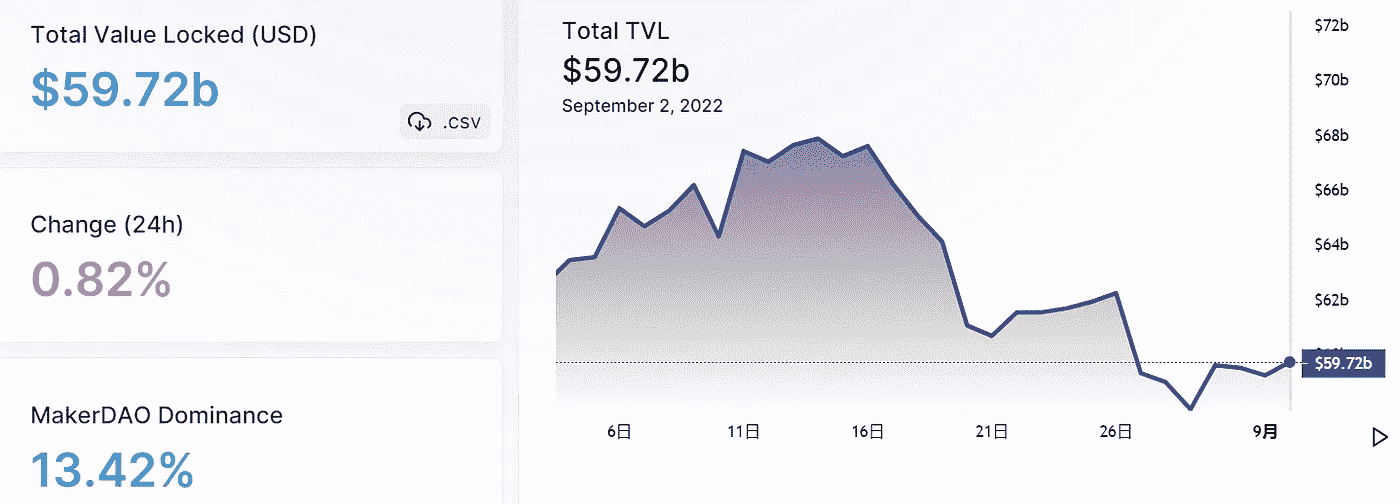 Total Value Locked (USD)
$59.72b
.csv
Change (24h)
0.82%
MakerDAO Dominance
13.42%
Total TVL
$59.72b
September 2, 2022
$72b
$70b
$68b
$66b
$64b
$62b
$59.72b
6日 11日 16日 21日 26日 9月